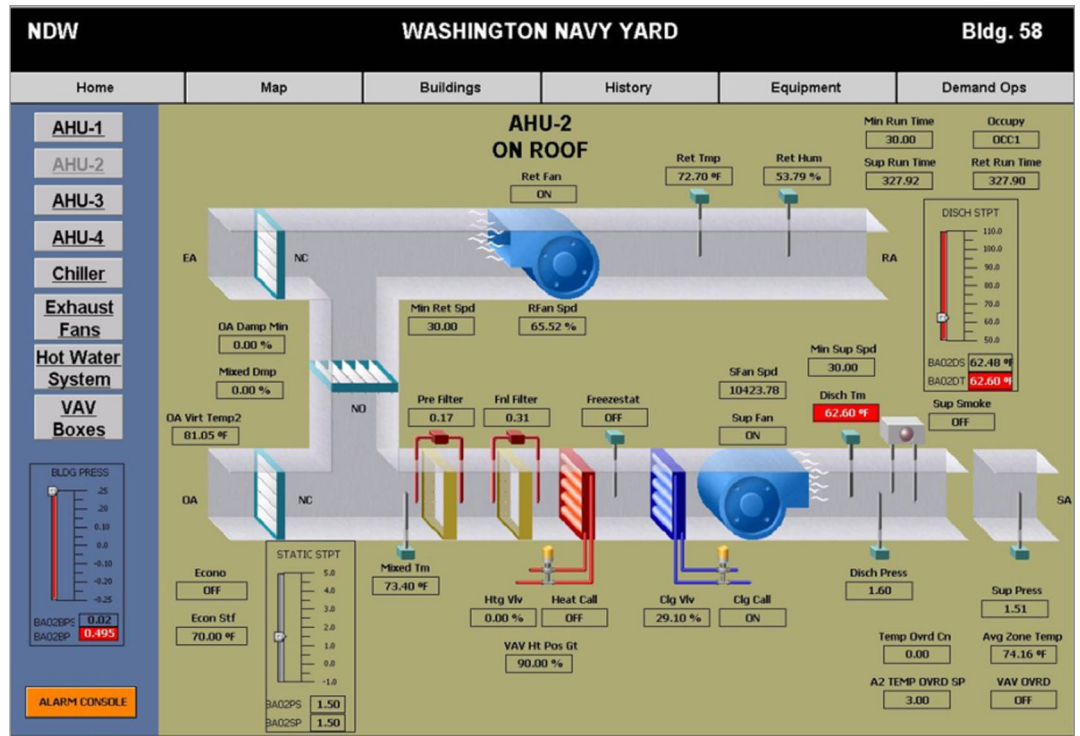 NDW
WASHINGTON NAVY YARD
Bldg. 58
Home
Map
Buildings
History
Equipment
Demand Ops
AHU-1
AHU-2
AHU-3
AHU-4
Chiller
Exhaust
Fans
Hot Water
System
VAV
Boxes
BLDG PRESS
.25
.20
0.10
0.0
-0.10
-0.20
-0.25
BA02BPS 0.02
BA02BP 0.495
ALARM CONSOLE
AHU-2
ON ROOF
Min Run Time
30.00
Occupy
OCC1
Sup Run Time
327.92
Ret Run Time
327.90
Ret Fan
ON
Ret Tmp
72.70 ºF
Ret Hum
53.79 %
DISCH STPT
110.0
100.0
90.0
80.0
70.0
60.0
50.0
BA02DS 62.48 ºF
BA02DT 62.60 ºF
EA
NC
RA
Min Ret Spd
30.00
RFan Spd
65.52 %
OA Damp Min
0.00 %
Mixed Dmp
0.00 %
NO
OA Virt Temp2
81.05 ºF
Pre Filter
0.17
Fnl Filter
0.31
Freezestat
OFF
SFan Spd
10423.78
Sup Fan
ON
Min Sup Spd
30.00
Disch Tm
62.60 ºF
Sup Smoke
OFF
OA
NC
SA
STATIC STPT
5.0
4.0
3.0
2.0
1.0
0.0
-1.0
BA02PS 1.50
BA02SP 1.50
Econo
OFF
Econ Stf
70.00 ºF
Mixed Tm
73.40 ºF
Htg Vlv
0.00 %
Heat Call
OFF
Clg Vlv
29.10 %
Clg Call
ON
VAV Ht Pos Gt
90.00 %
Disch Press
1.60
Sup Press
1.51
Temp Ovrd Cn
0.00
Avg Zone Temp
74.16 ºF
A2 TEMP OVRD SP
3.00
VAV OVRD
OFF